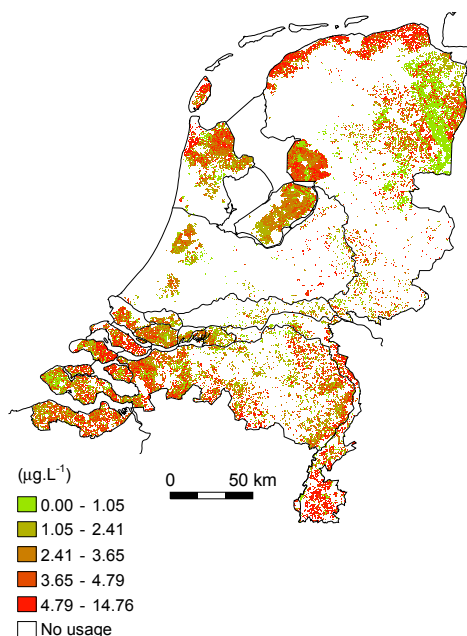 (µg.L⁻¹)
0 50 km
0.00 - 1.05
1.05 - 2.41
2.41 - 3.65
3.65 - 4.79
4.79 - 14.76
No usage